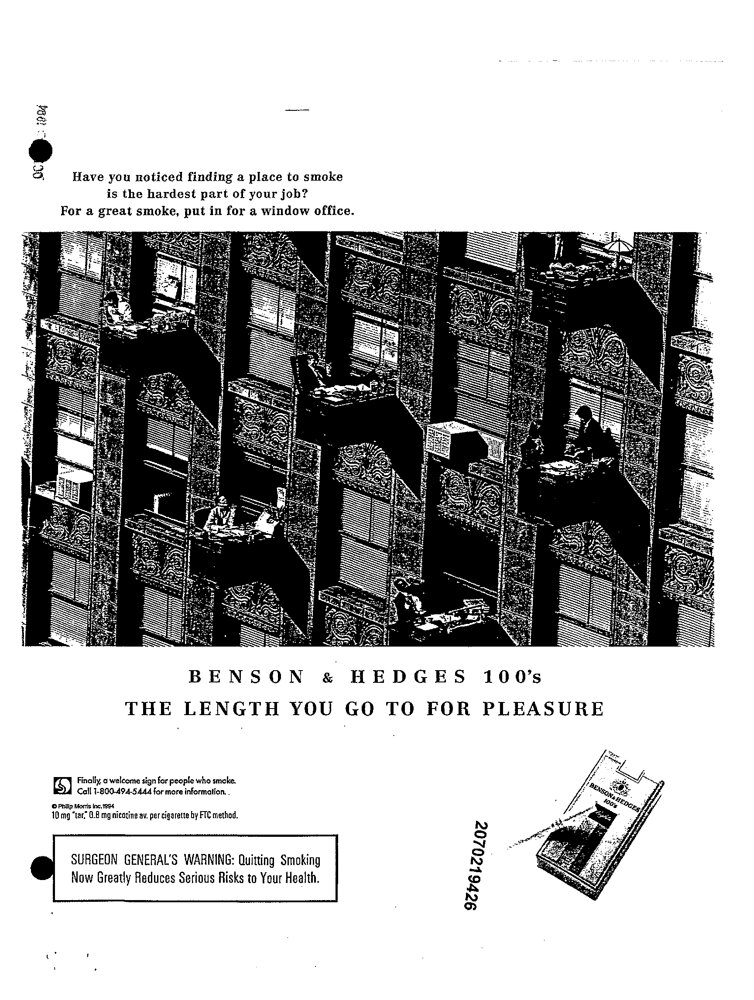 Have you noticed finding a place to smoke
is the hardest part of your job?
For a great smoke, put in for a window office.
BENSON & HEDGES 100's
THE LENGTH YOU GO TO FOR PLEASURE
Finally, a welcome sign for people who smoke.
Call 1-800-494-5444 for more information.
© Philip Morris Inc. 1994
10 mg "tar," 0.8 mg nicotine av. per cigarette by FTC method.
SURGEON GENERAL'S WARNING: Quitting Smoking
Now Greatly Reduces Serious Risks to Your Health.
BENSON & HEDGES
100's
2070219426